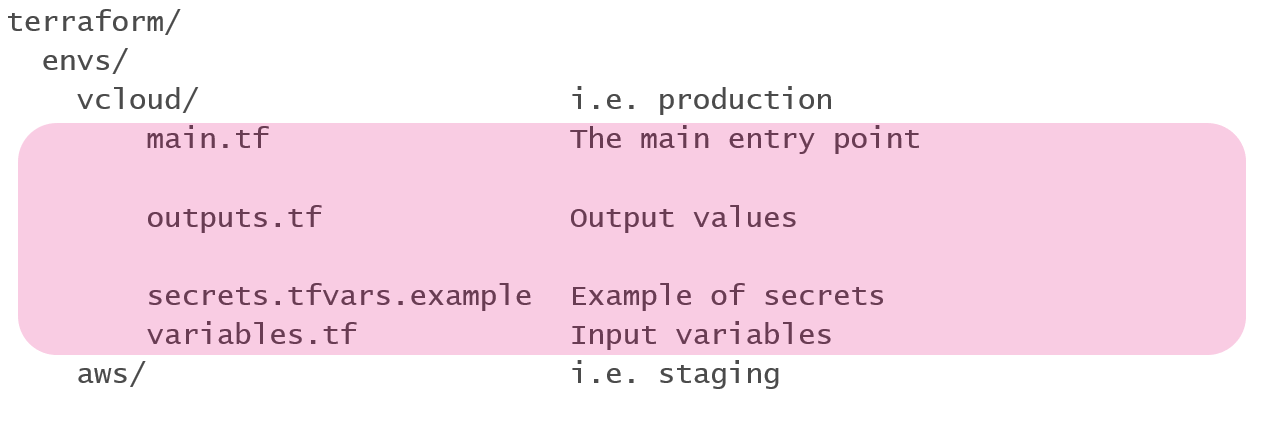 terraform/
envs/
vcloud/ i.e. production
main.tf The main entry point
outputs.tf Output values
secrets.tfvars.example Example of secrets
variables.tf Input variables
aws/ i.e. staging